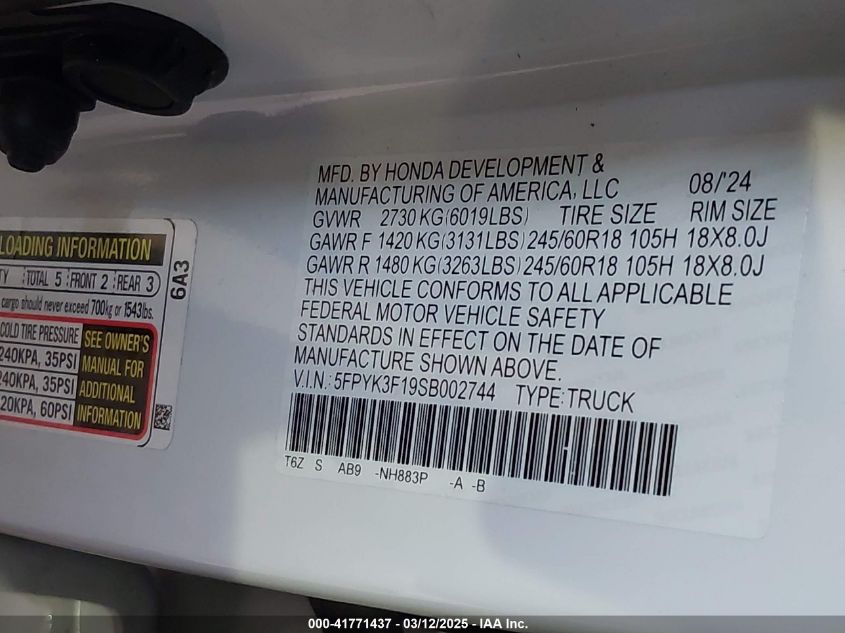 LOADING INFORMATION
TOTAL 5 FRONT 2 REAR 3
cargo should never exceed 700kg or 1543lbs.
COLD TIRE PRESSURE
240KPA, 35PSI
240KPA, 35PSI
20KPA, 60PSI
SEE OWNER'S
MANUAL FOR
ADDITIONAL
INFORMATION
6A3
MFD. BY HONDA DEVELOPMENT &
MANUFACTURING OF AMERICA, LLC 08/'24
GVWR 2730 KG(6019LBS) TIRE SIZE RIM SIZE
GAWR F 1420 KG(3131LBS) 245/60R18 105H 18X8.0J
GAWR R 1480 KG(3263LBS) 245/60R18 105H 18X8.0J
THIS VEHICLE CONFORMS TO ALL APPLICABLE
FEDERAL MOTOR VEHICLE SAFETY
STANDARDS IN EFFECT ON THE DATE OF
MANUFACTURE SHOWN ABOVE.
V.I.N.: 5FPYK3F19SB002744 TYPE: TRUCK
T6Z S AB9 -NH883P -A -B
000-41771437 - 03/12/2025 - IAA Inc.